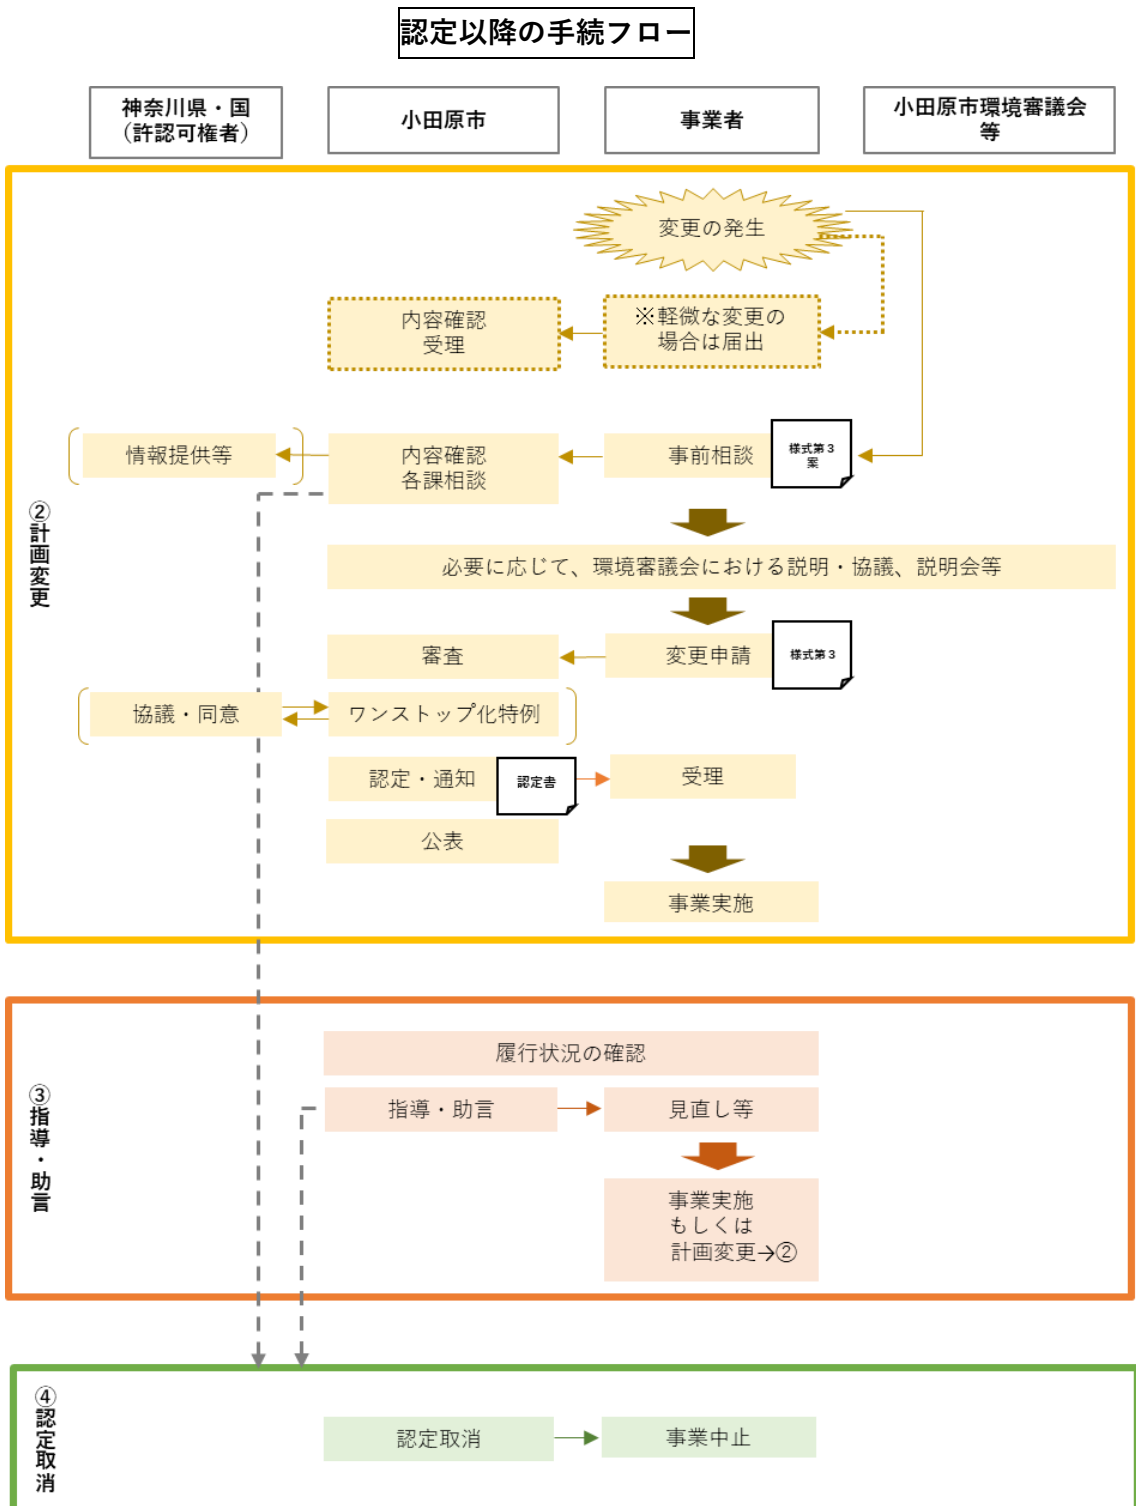 認定以降の手続フロー
神奈川県・国
（許認可権者）
小田原市
事業者
小田原市環境審議会
等
②計画変更
変更の発生
内容確認
受理
※軽微な変更の
場合は届出
情報提供等
内容確認
各課相談
事前相談
様式第３
案
必要に応じて、環境審議会における説明・協議、説明会等
審査
変更申請
様式第３
協議・同意
ワンストップ化特例
認定・通知
認定書
受理
公表
事業実施
③指導・助言
履行状況の確認
指導・助言
見直し等
事業実施
もしくは
計画変更→②
④認定取消
認定取消
事業中止